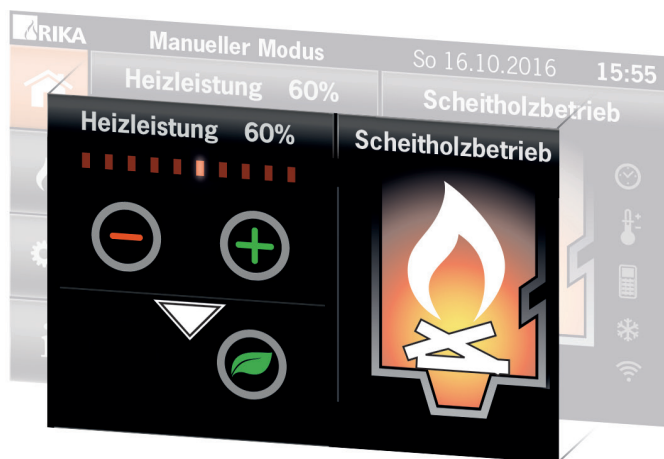 RIKA
Manueller Modus
So 16.10.2016
15:55
Heizleistung 60%
Scheitholzbetrieb
Heizleistung 60%
Scheitholzbetrieb